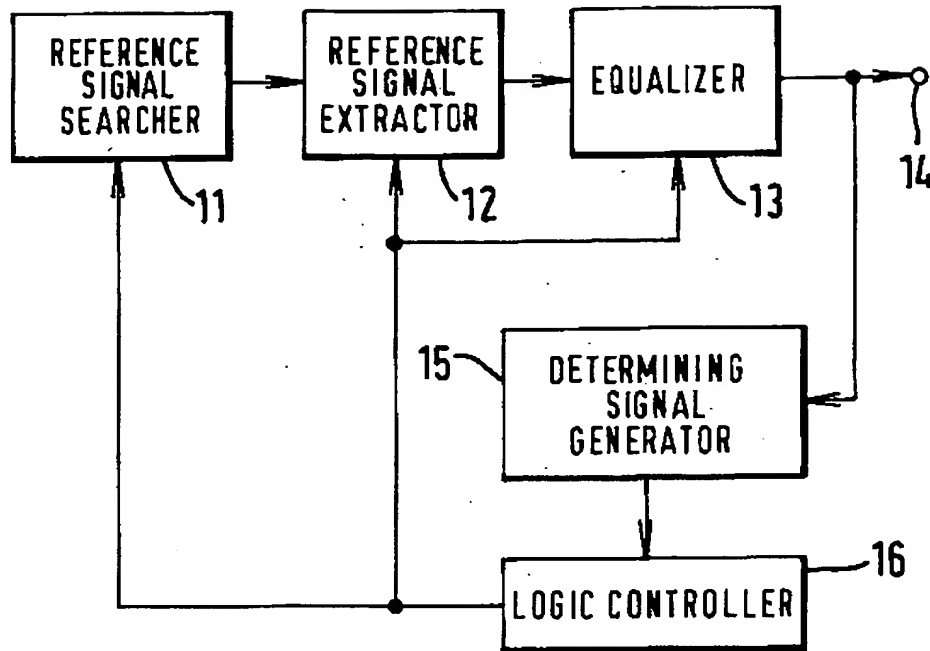 REFERENCE
SIGNAL
SEARCHER
11
REFERENCE
SIGNAL
EXTRACTOR
12
EQUALIZER
13
14
15
DETERMINING
SIGNAL
GENERATOR
16
LOGIC CONTROLLER